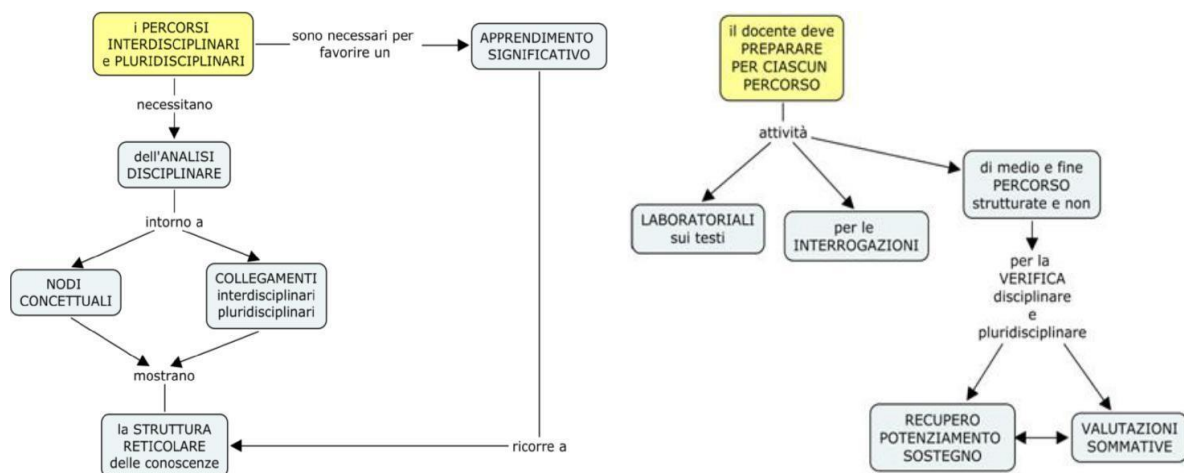 i PERCORSI
INTERDISCIPLINARI
e PLURIDISCIPLINARI
sono necessari per
favorire un
APPRENDIMENTO
SIGNIFICATIVO
necessitano
dell'ANALISI
DISCIPLINARE
intorno a
NODI
CONCETTUALI
COLLEGAMENTI
interdisciplinari
pluridisciplinari
mostrano
la STRUTTURA
RETICOLARE
delle conoscenze
ricorre a
il docente deve
PREPARARE
PER CIASCUN
PERCORSO
attività
LABORATORIALI
sui testi
per le
INTERROGAZIONI
di medio e fine
PERCORSO
strutturate e non
per la
VERIFICA
disciplinare
e
pluridisciplinare
RECUPERO
POTENZIAMENTO
SOSTEGNO
VALUTAZIONI
SOMMATIVE